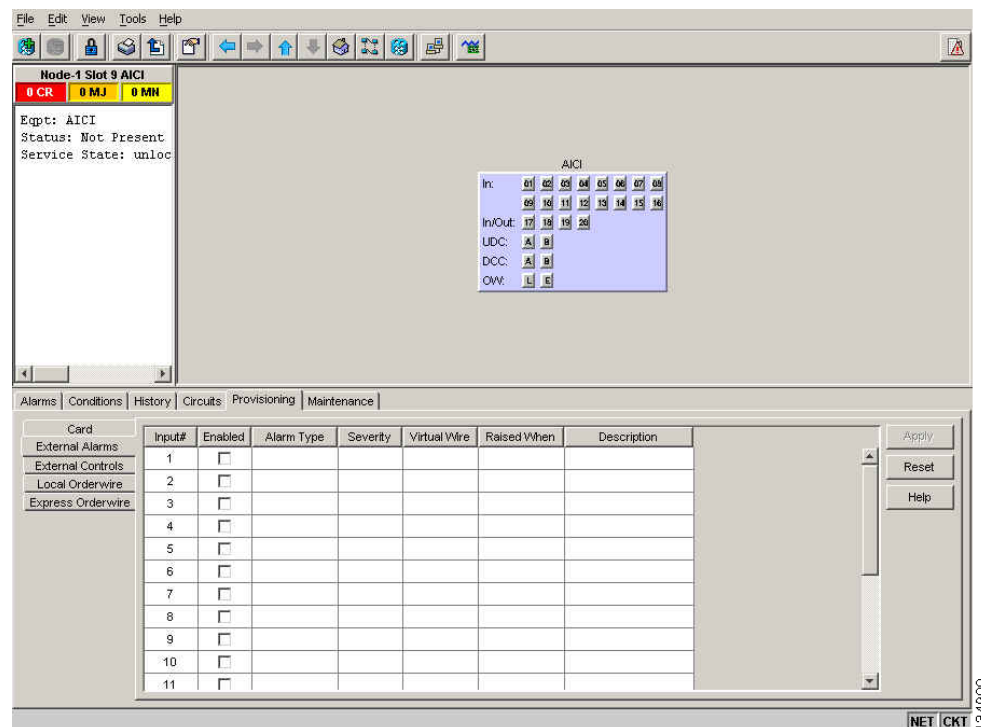 File Edit View Tools Help
Node-1 Slot 9 AICI
0 CR 0 MJ 0 MN
Eqpt: AICI
Status: Not Present
Service State: unloc
AICI
In: 01 02 03 04 05 06 07 08
09 10 11 12 13 14 15 16
In/Out: 17 18 19 20
UDC: A B
DCC: A B
OW: L E
Alarms Conditions History Circuits Provisioning Maintenance
Card
External Alarms
External Controls
Local Orderwire
Express Orderwire
Input# Enabled Alarm Type Severity Virtual Wire Raised When Description
1
2
3
4
5
6
7
8
9
10
11
Apply
Reset
Help
NET CKT